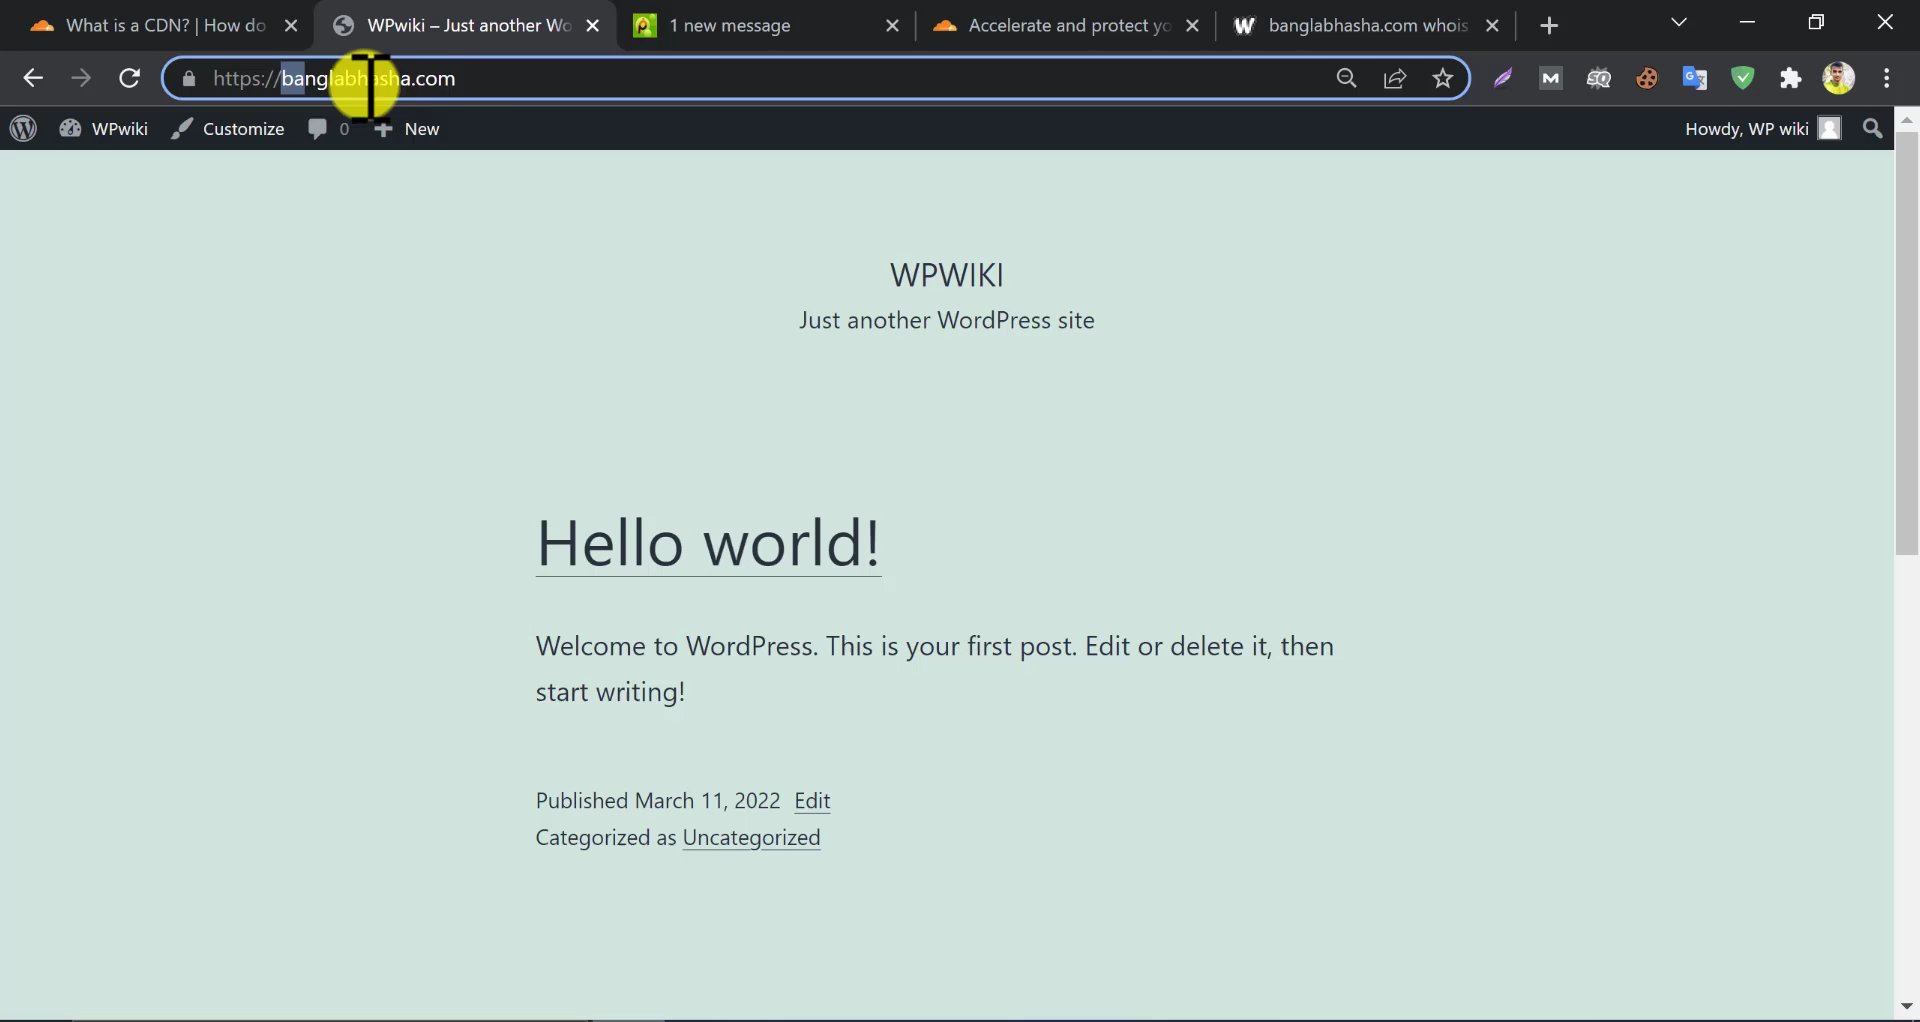 What is a CDN? | How do
WPwiki – Just another Wo
1 new message
Accelerate and protect yo
banglabhasha.com whois
https://banglabhasha.com
WPwiki
Customize
0
New
Howdy, WP wiki
WPWIKI
Just another WordPress site
Hello world!
Welcome to WordPress. This is your first post. Edit or delete it, then
start writing!
Published March 11, 2022 Edit
Categorized as Uncategorized